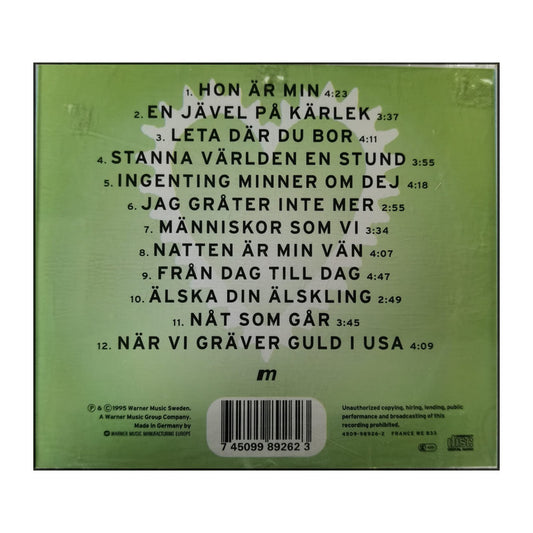 1. HON ÄR MIN 4:23
2. EN JÄVEL PÅ KÄRLEK 3:37
3. LETA DÄR DU BOR 4:11
4. STANNA VÄRLDEN EN STUND 3:55
5. INGENTING MINNER OM DEJ 4:18
6. JAG GRÅTER INTE MER 2:55
7. MÄNNISKOR SOM VI 3:34
8. NATTEN ÄR MIN VÄN 4:07
9. FRÅN DAG TILL DAG 4:47
10. ÄLSKA DIN ÄLSKLING 2:49
11. NÅT SOM GÅR 3:45
12. NÄR VI GRÄVER GULD I USA 4:09
m
℗ & © 1995 Warner Music Sweden.
A Warner Music Group Company.
Made in Germany by
WARNER MUSIC MANUFACTURING EUROPE
7 45099 89262 3
Unauthorized copying, hiring, lending, public
performance and broadcasting of this
recording prohibited.
4509-98926-2 FRANCE WE 833
COMPACT disc DIGITAL AUDIO